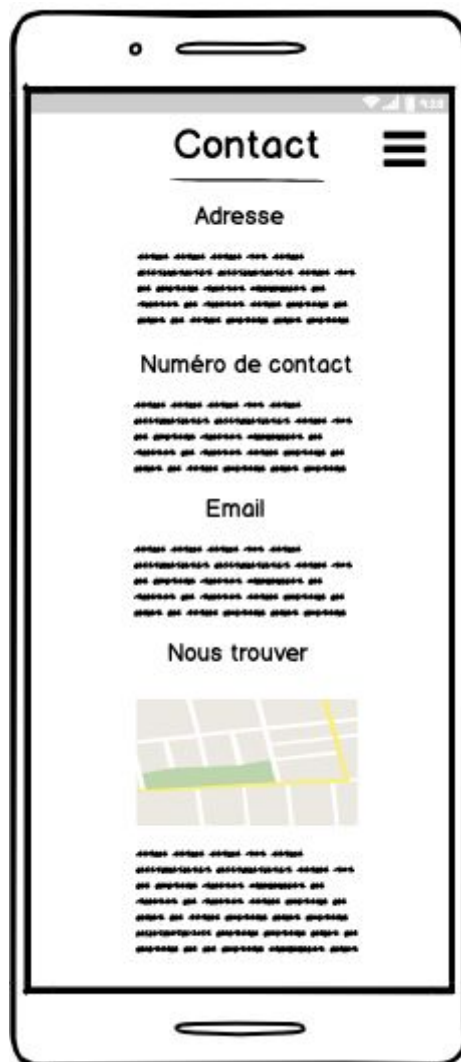 Contact
Adresse
Numéro de contact
Email
Nous trouver